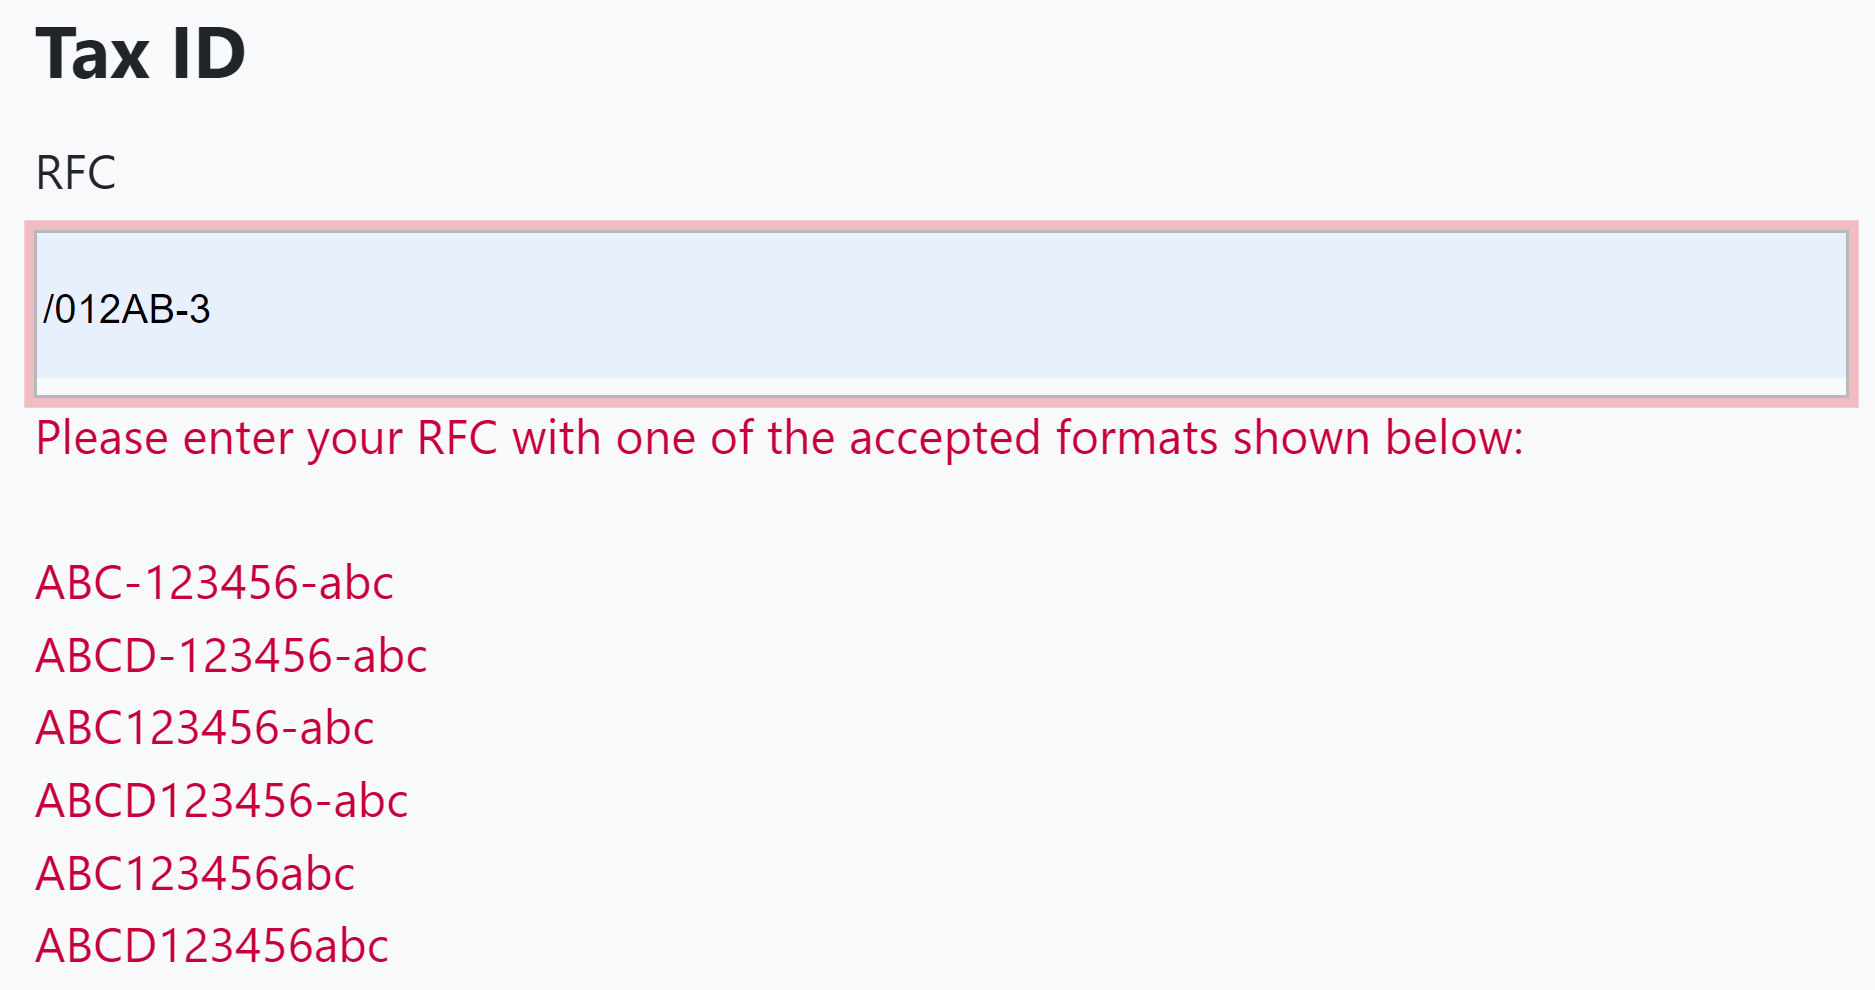 Tax ID
RFC
/012AB-3
Please enter your RFC with one of the accepted formats shown below:
ABC-123456-abc
ABCD-123456-abc
ABC123456-abc
ABCD123456-abc
ABC123456abc
ABCD123456abc